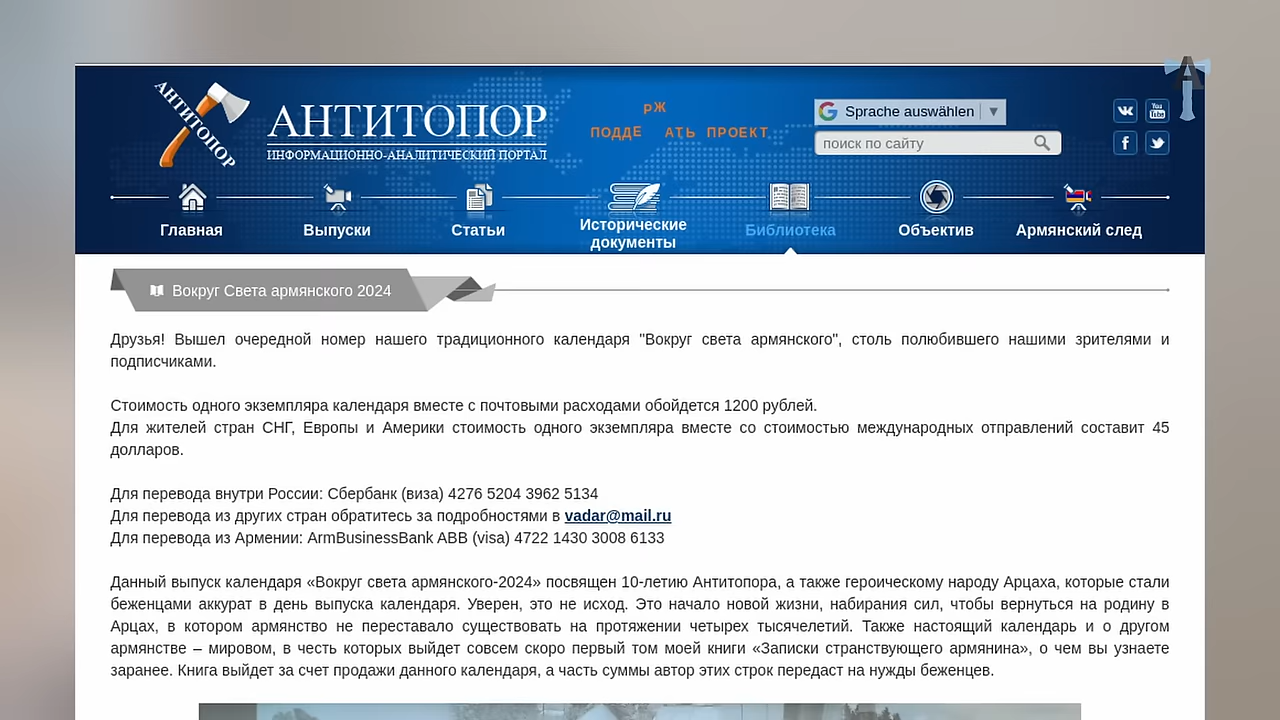 АНТИТОПОР
АНТИТОПОР
ИНФОРМАЦИОННО-АНАЛИТИЧЕСКИЙ ПОРТАЛ
РЖ
ПОДДЕ АТЬ ПРОЕКТ
Sprache auswählen
поиск по сайту
You Tube
Главная
Выпуски
Статьи
Исторические документы
Библиотека
Объектив
Армянский след
Вокруг Света армянского 2024
Друзья! Вышел очередной номер нашего традиционного календаря "Вокруг света армянского", столь полюбившего нашими зрителями и
подписчиками.
Стоимость одного экземпляра календаря вместе с почтовыми расходами обойдется 1200 рублей.
Для жителей стран СНГ, Европы и Америки стоимость одного экземпляра вместе со стоимостью международных отправлений составит 45
долларов.
Для перевода внутри России: Сбербанк (виза) 4276 5204 3962 5134
Для перевода из других стран обратитесь за подробностями в vadar@mail.ru
Для перевода из Армении: ArmBusinessBank ABB (visa) 4722 1430 3008 6133
Данный выпуск календаря «Вокруг света армянского-2024» посвящен 10-летию Антитопора, а также героическому народу Арцаха, которые стали
беженцами аккурат в день выпуска календаря. Уверен, это не исход. Это начало новой жизни, набирания сил, чтобы вернуться на родину в
Арцах, в котором армянство не переставало существовать на протяжении четырех тысячелетий. Также настоящий календарь и о другом
армянстве – мировом, в честь которых выйдет совсем скоро первый том моей книги «Записки странствующего армянина», о чем вы узнаете
заранее. Книга выйдет за счет продажи данного календаря, а часть суммы автор этих строк передаст на нужды беженцев.